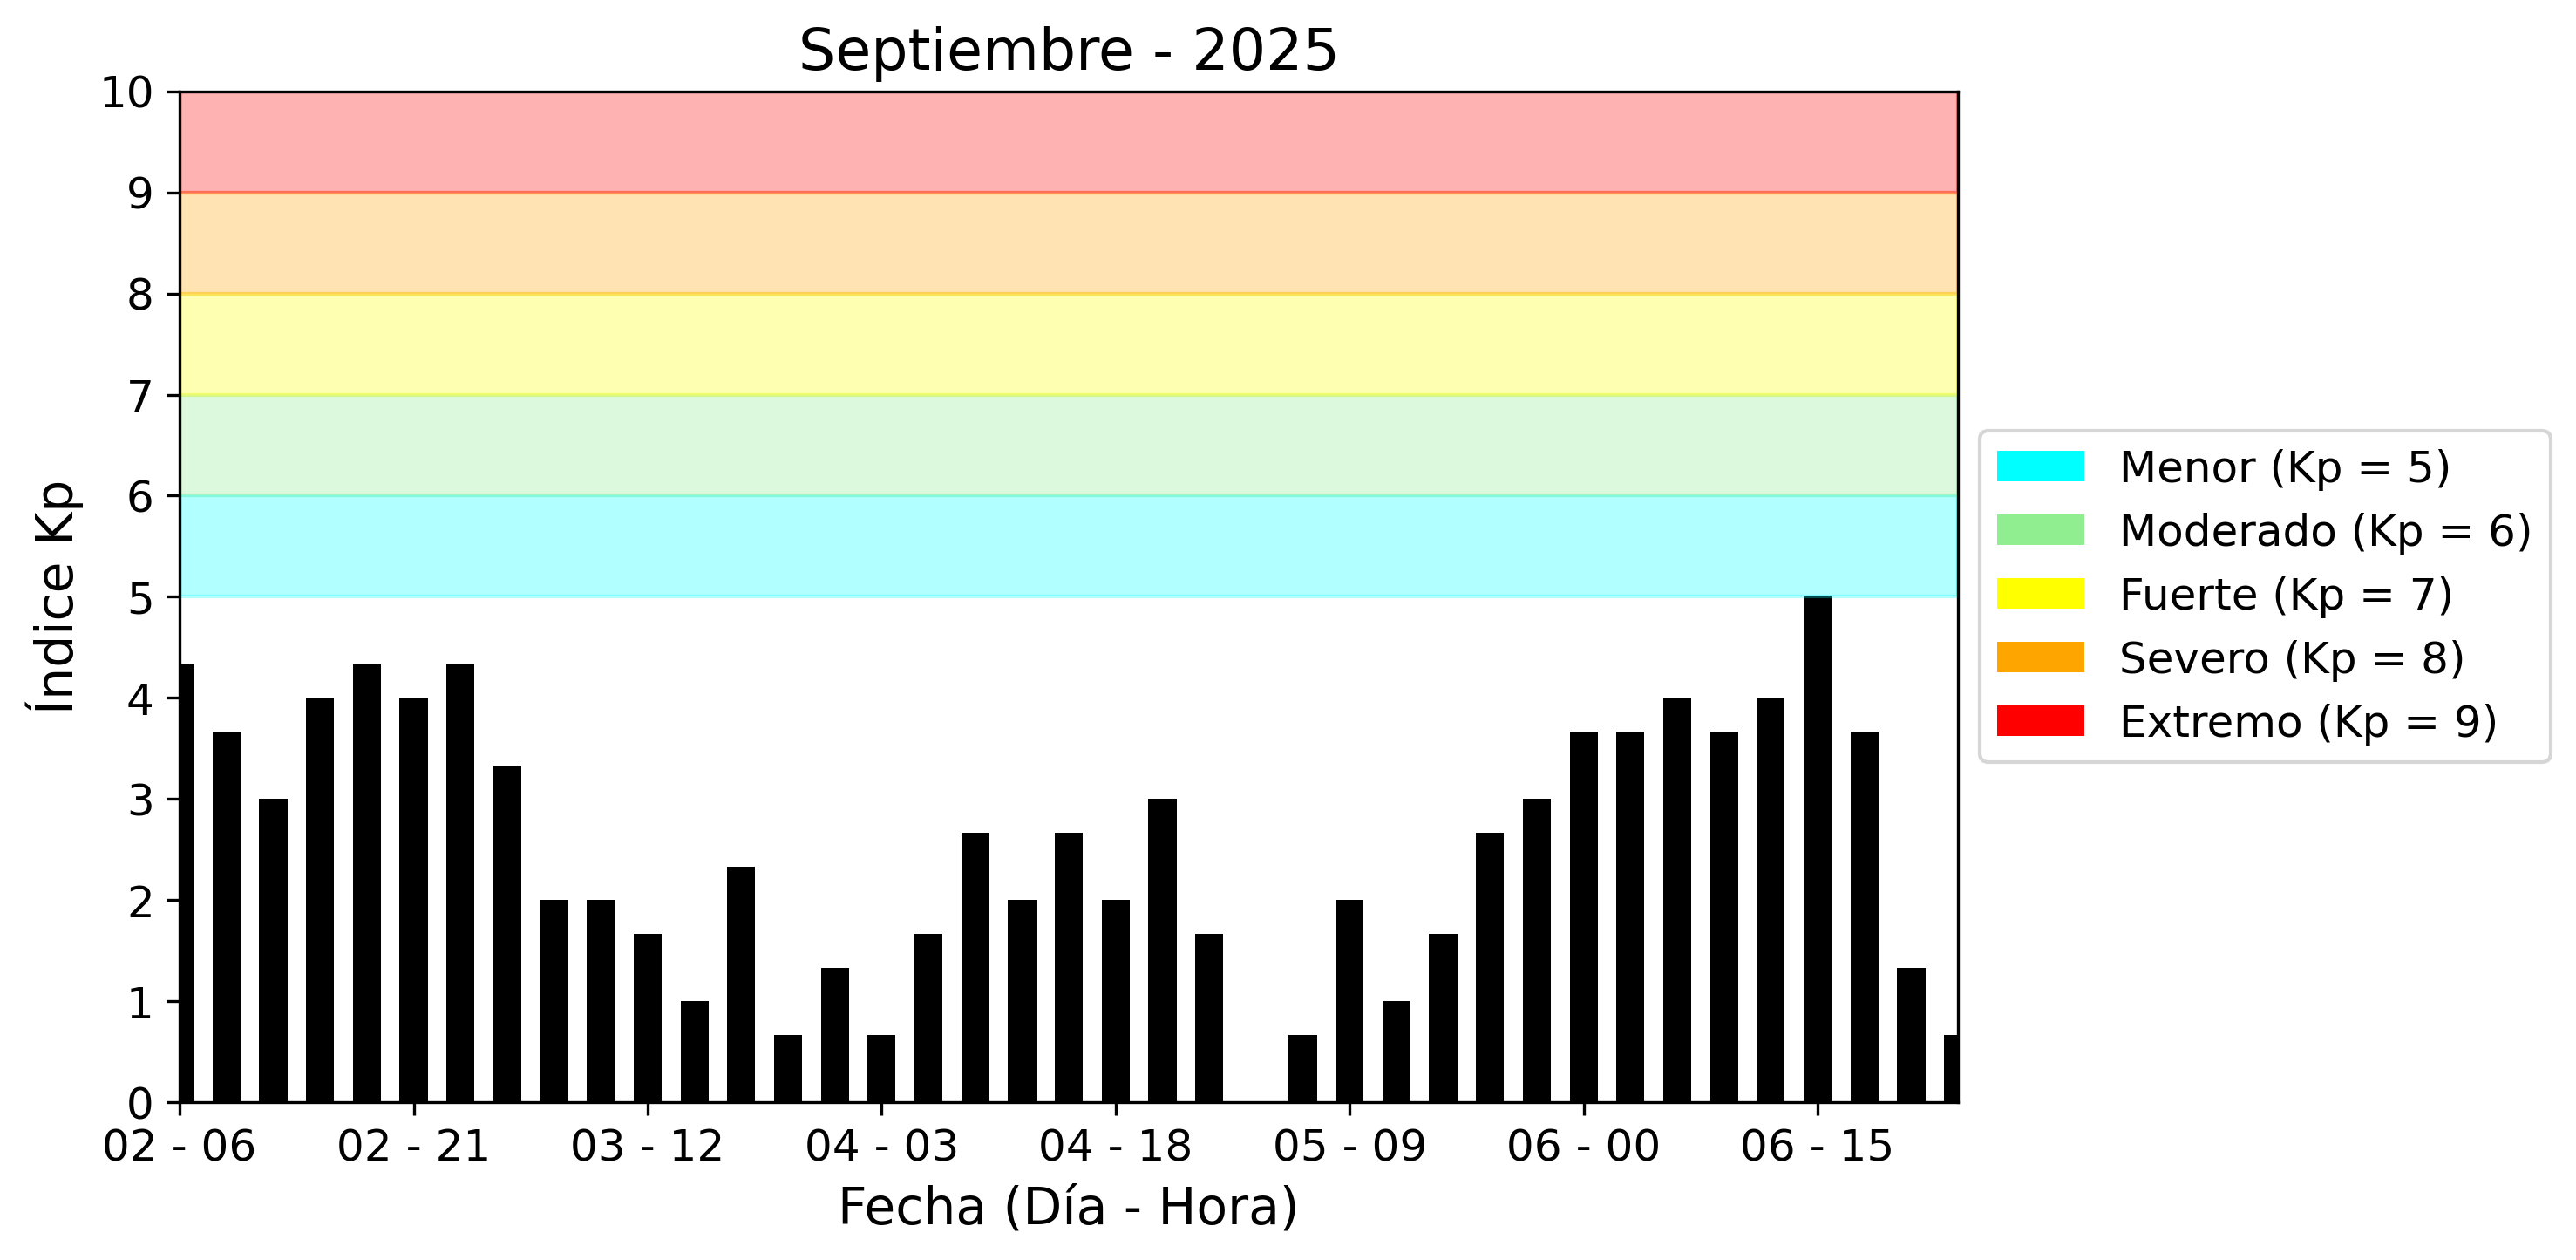 Septiembre - 2025
Índice Kp
10
9
8
7
6
5
4
3
2
1
0
02 - 06
02 - 21
03 - 12
04 - 03
04 - 18
05 - 09
06 - 00
06 - 15
Fecha (Día - Hora)
Menor (Kp = 5)
Moderado (Kp = 6)
Fuerte (Kp = 7)
Severo (Kp = 8)
Extremo (Kp = 9)